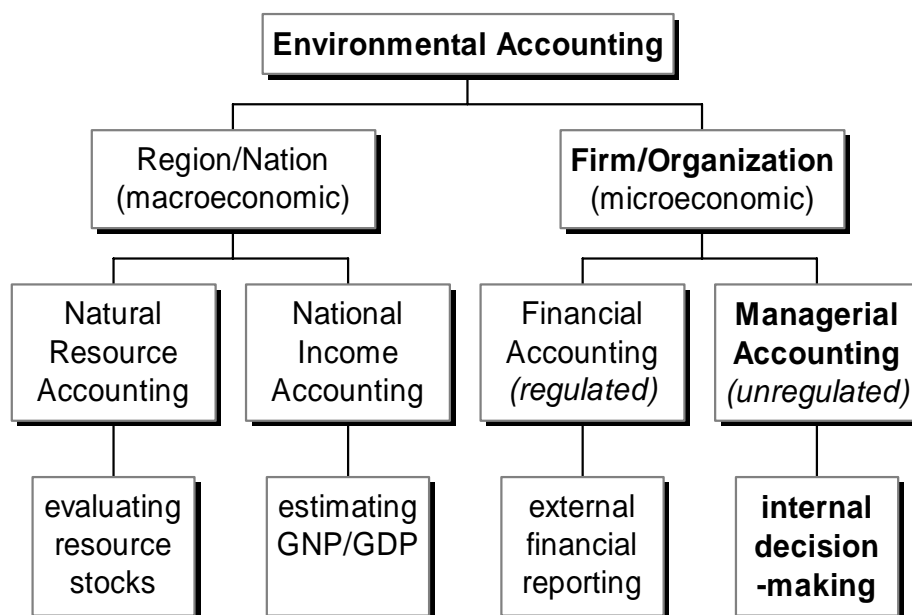 Environmental Accounting
Region/Nation
(macroeconomic)
Firm/Organization
(microeconomic)
Natural
Resource
Accounting
National
Income
Accounting
Financial
Accounting
(regulated)
Managerial
Accounting
(unregulated)
evaluating
resource
stocks
estimating
GNP/GDP
external
financial
reporting
internal
decision
-making